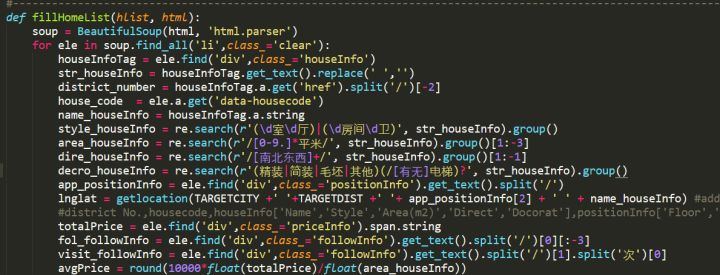 #------------------------------------------------------------
def fillHomeList(hlist, html):
    soup = BeautifulSoup(html, 'html.parser')
    for ele in soup.find_all('li',class_='clear'):
        houseInfoTag = ele.find('div',class_='houseInfo')
        str_houseInfo = houseInfoTag.get_text().replace(' ','')
        district_number = houseInfoTag.a.get('href').split('/')[-2]
        house_code  = ele.a.get('data-housecode')
        name_houseInfo = houseInfoTag.a.string
        style_houseInfo = re.search(r'(\d室\d厅)|(\d房间\d卫)', str_houseInfo).group()
        area_houseInfo = re.search(r'/[0-9.]*平米/', str_houseInfo).group()[1:-3]
        dire_houseInfo = re.search(r'/[南北东西]+/', str_houseInfo).group()[1:-1]
        decro_houseInfo = re.search(r'(精装|简装|毛坯|其他)(/[有无]电梯)?', str_houseInfo).group()
        app_positionInfo = ele.find('div',class_='positionInfo').get_text().split('/')
        lnglat = getlocation(TARGETCITY +' '+TARGETDIST +' '+ app_positionInfo[2] + ' ' + name_houseInfo) #add
        #district No.,housecode,houseInfo['Name','Style','Area(m2)','Direct','Docorat'],positionInfo['Floor','
        totalPrice = ele.find('div',class_='priceInfo').span.string
        fol_followInfo = ele.find('div',class_='followInfo').get_text().split('/')[0][:-3]
        visit_followInfo = ele.find('div',class_='followInfo').get_text().split('/')[1].split('次')[0]
        avgPrice = round(10000*float(totalPrice)/float(area_houseInfo))